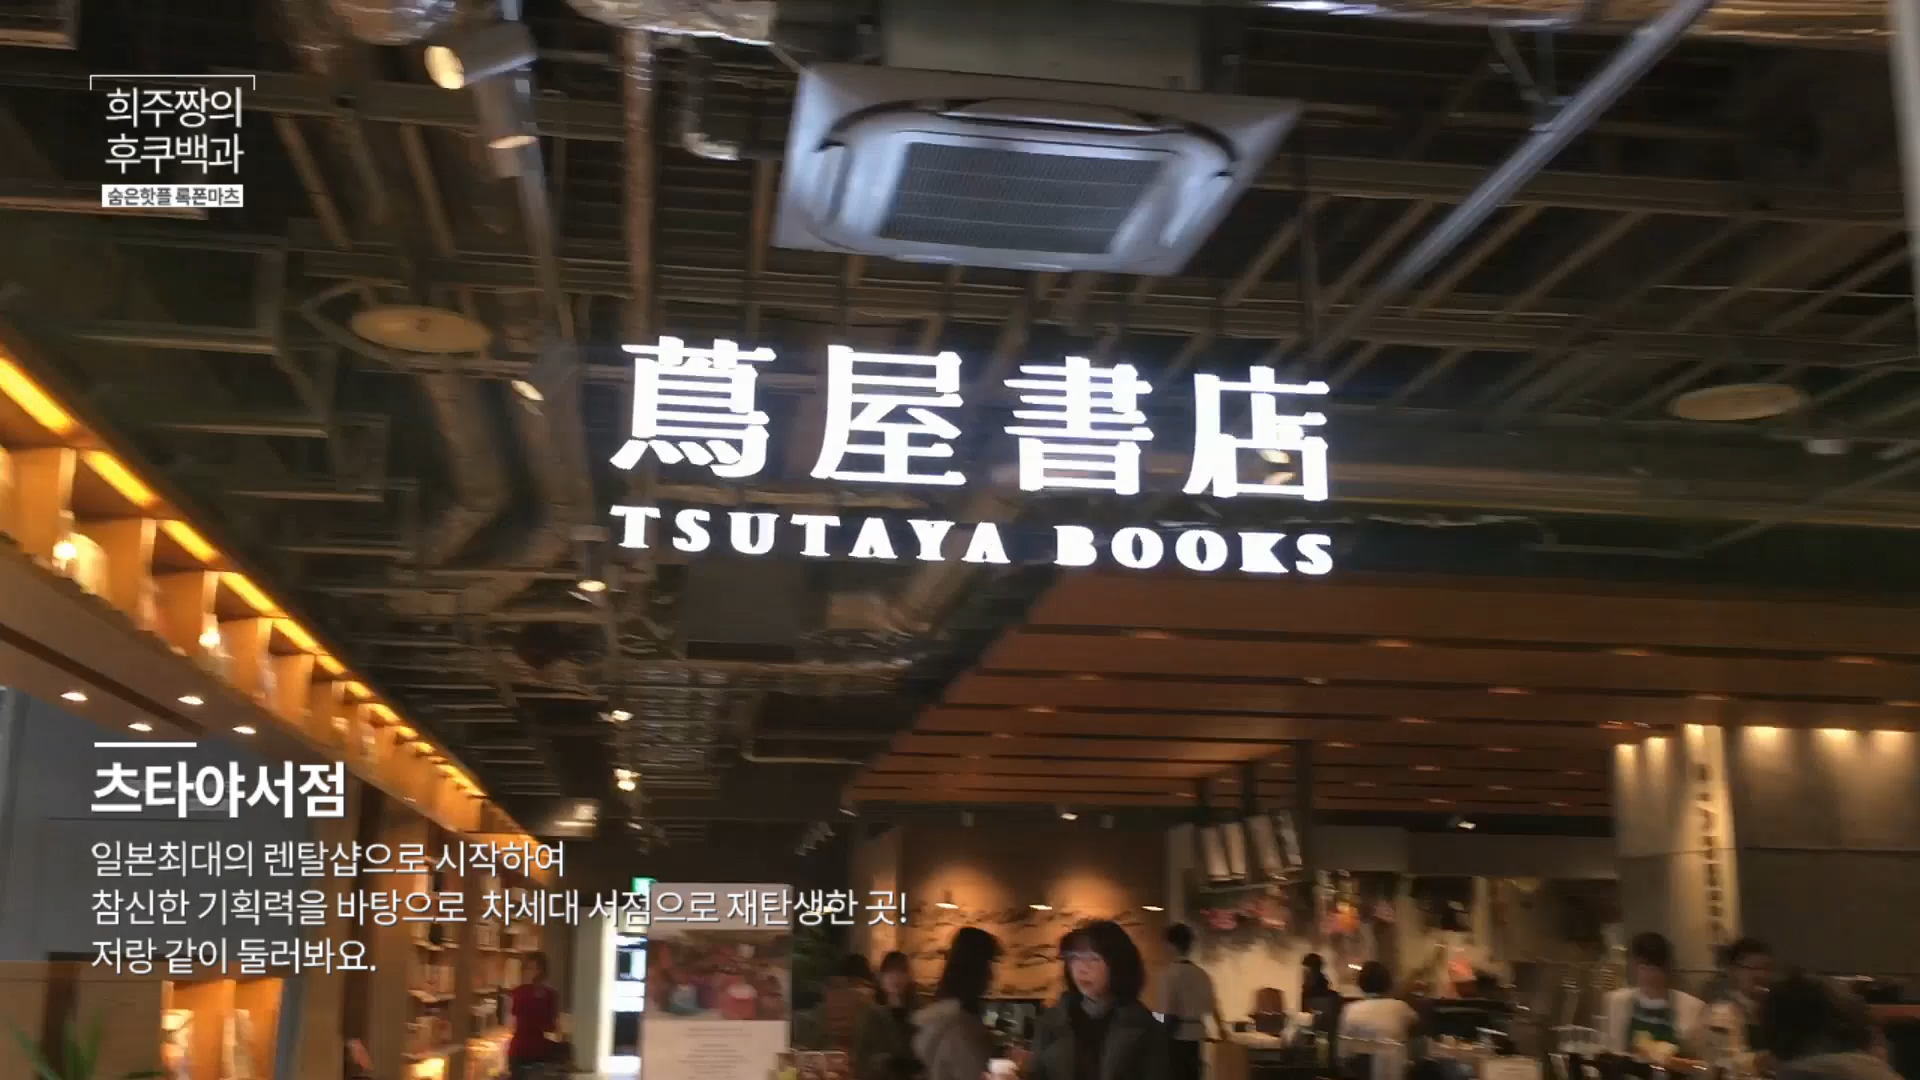 희주짱의
후쿠백과
숨은핫플 록폰마츠
蔦屋書店
TSUTAYA BOOKS
츠타야서점
일본최대의 렌탈샵으로 시작하여
참신한 기획력을 바탕으로 차세대 서점으로 재탄생한 곳!
저랑 같이 둘러봐요.